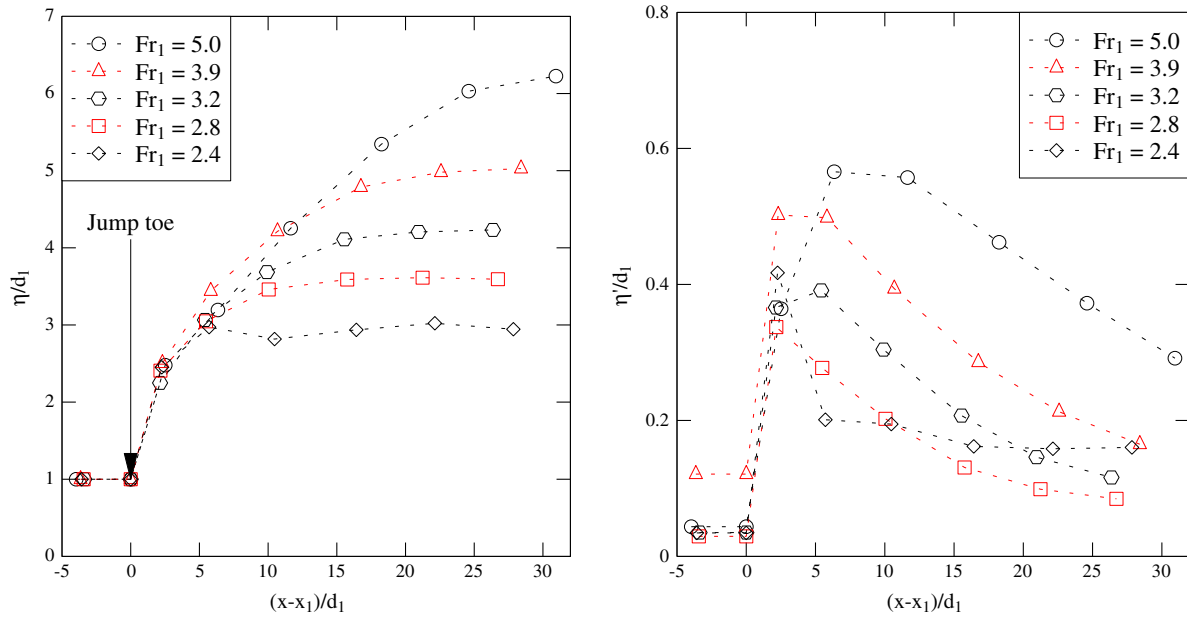 7
6
5
4
3
2
1
0
η/d₁
Fr₁ = 5.0
Fr₁ = 3.9
Fr₁ = 3.2
Fr₁ = 2.8
Fr₁ = 2.4
Jump toe
-5 0 5 10 15 20 25 30
(x-x₁)/d₁
0.8
0.6
0.4
0.2
0
η'/d₁
Fr₁ = 5.0
Fr₁ = 3.9
Fr₁ = 3.2
Fr₁ = 2.8
Fr₁ = 2.4
-5 0 5 10 15 20 25 30
(x-x₁)/d₁